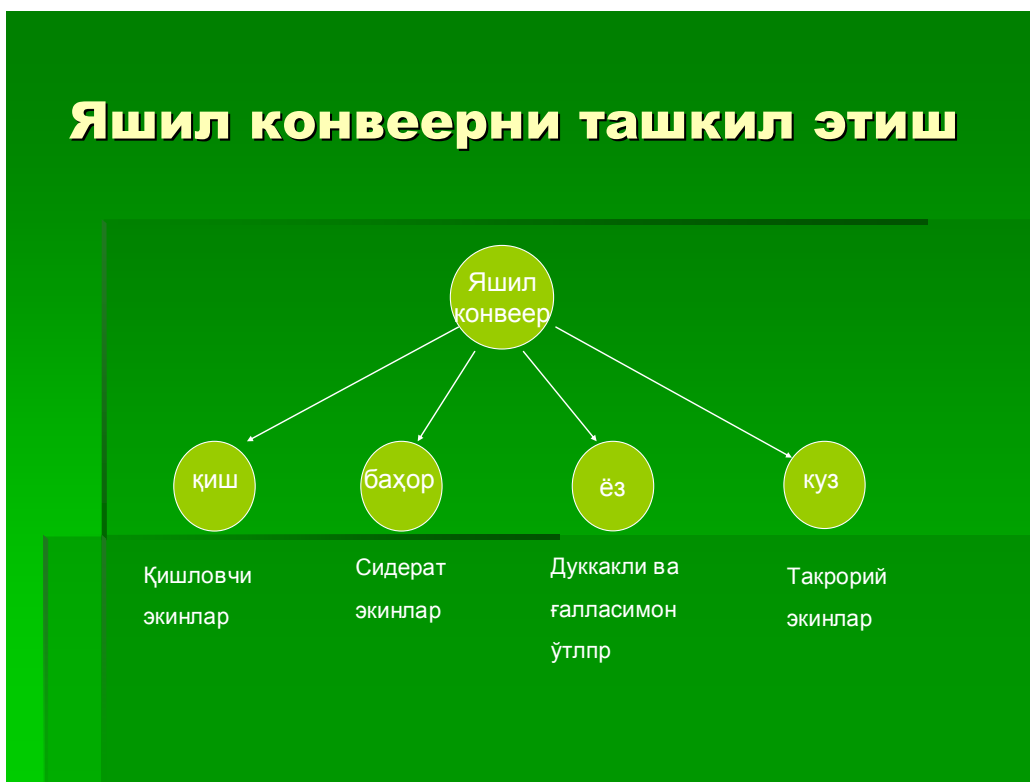 Яшил конвеерни ташкил этиш
Яшил
конвеер
қиш
баҳор
ёз
куз
Қишловчи
экинлар
Сидерат
экинлар
Дуккакли ва
ғалласимон
ўтлпр
Такрорий
экинлар